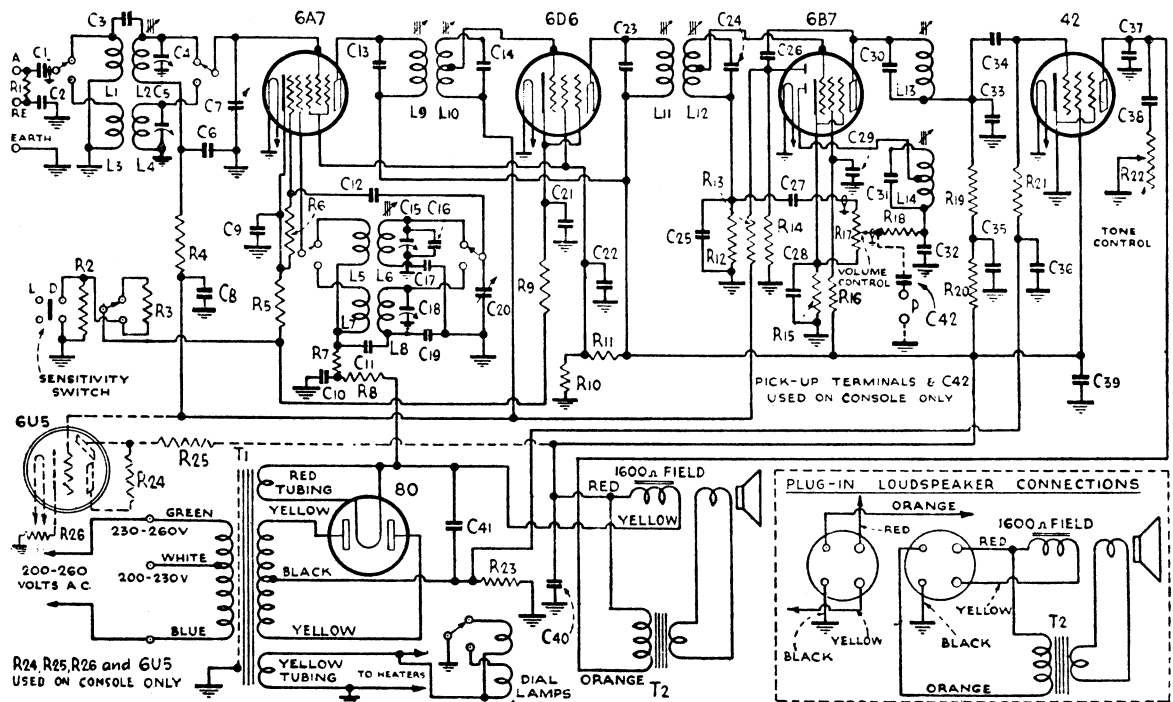 6A7
6D6
6B7
42
C3
C1
C4
A
R1
C2
RE
EARTH
L1
L2
C5
L3
L4
C6
C7
C13
L9
L10
C14
C23
L11
L12
C24
C26
C30
L13
C34
C33
C37
C38
R22
TONE CONTROL
C12
C9
R6
C15
C16
L5
L6
C17
C18
C20
L7
L8
C19
R4
C8
R5
R7
C11
C10
R8
R9
C21
C22
R10
R11
R13
C25
R12
C27
R14
C28
R15
R16
R17
VOLUME CONTROL
R18
C29
C31
L14
C32
C42
P
R19
R21
C35
R20
C36
C39
L
D
R2
R3
SENSITIVITY SWITCH
PICK-UP TERMINALS & C42
USED ON CONSOLE ONLY
6U5
R24
R25
R26
T1
GREEN
230-260V
WHITE
200-230V
200-260
VOLTS A.C.
BLUE
R24, R25, R26 and 6U5
USED ON CONSOLE ONLY
RED
TUBING
YELLOW
80
BLACK
YELLOW
YELLOW
TUBING
TO HEATERS
DIAL
LAMPS
C41
R23
C40
RED
1600Ω FIELD
YELLOW
ORANGE
T2
PLUG-IN LOUDSPEAKER CONNECTIONS
ORANGE
RED
RED
1600Ω FIELD
YELLOW
BLACK
YELLOW
BLACK
T2
ORANGE